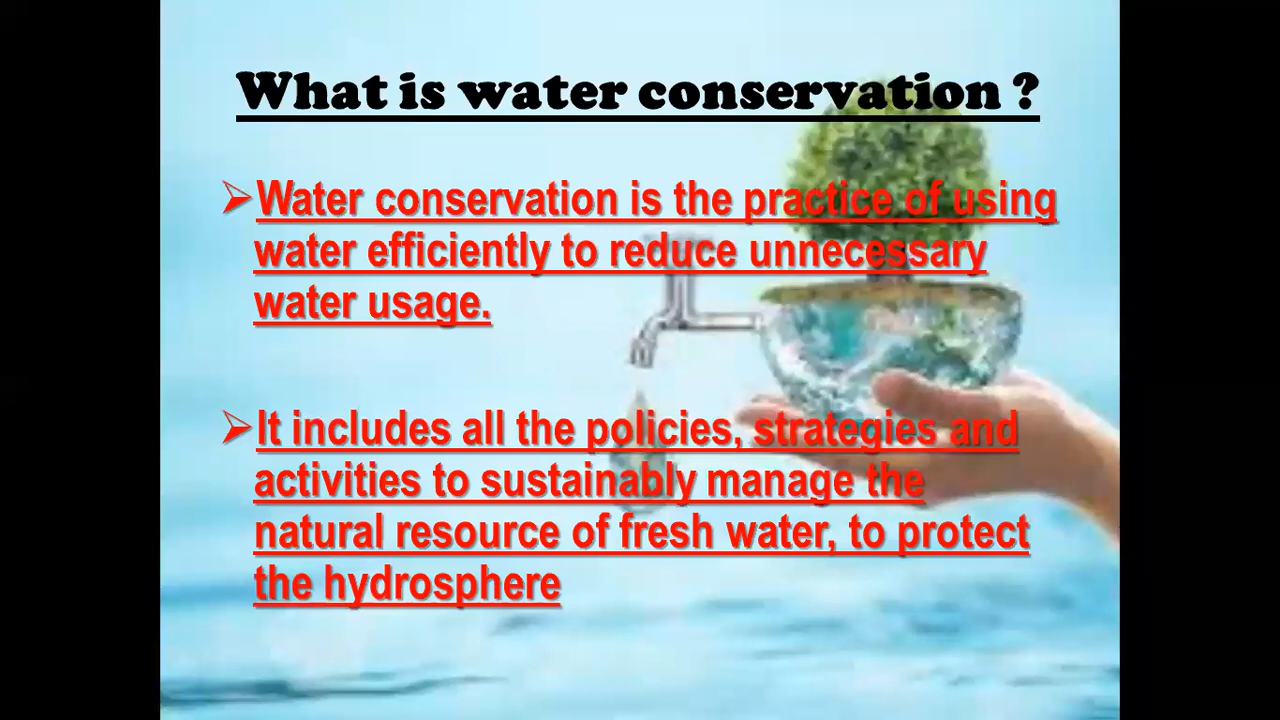 What is water conservation ?
Water conservation is the practice of using
water efficiently to reduce unnecessary
water usage.
It includes all the policies, strategies and
activities to sustainably manage the
natural resource of fresh water, to protect
the hydrosphere